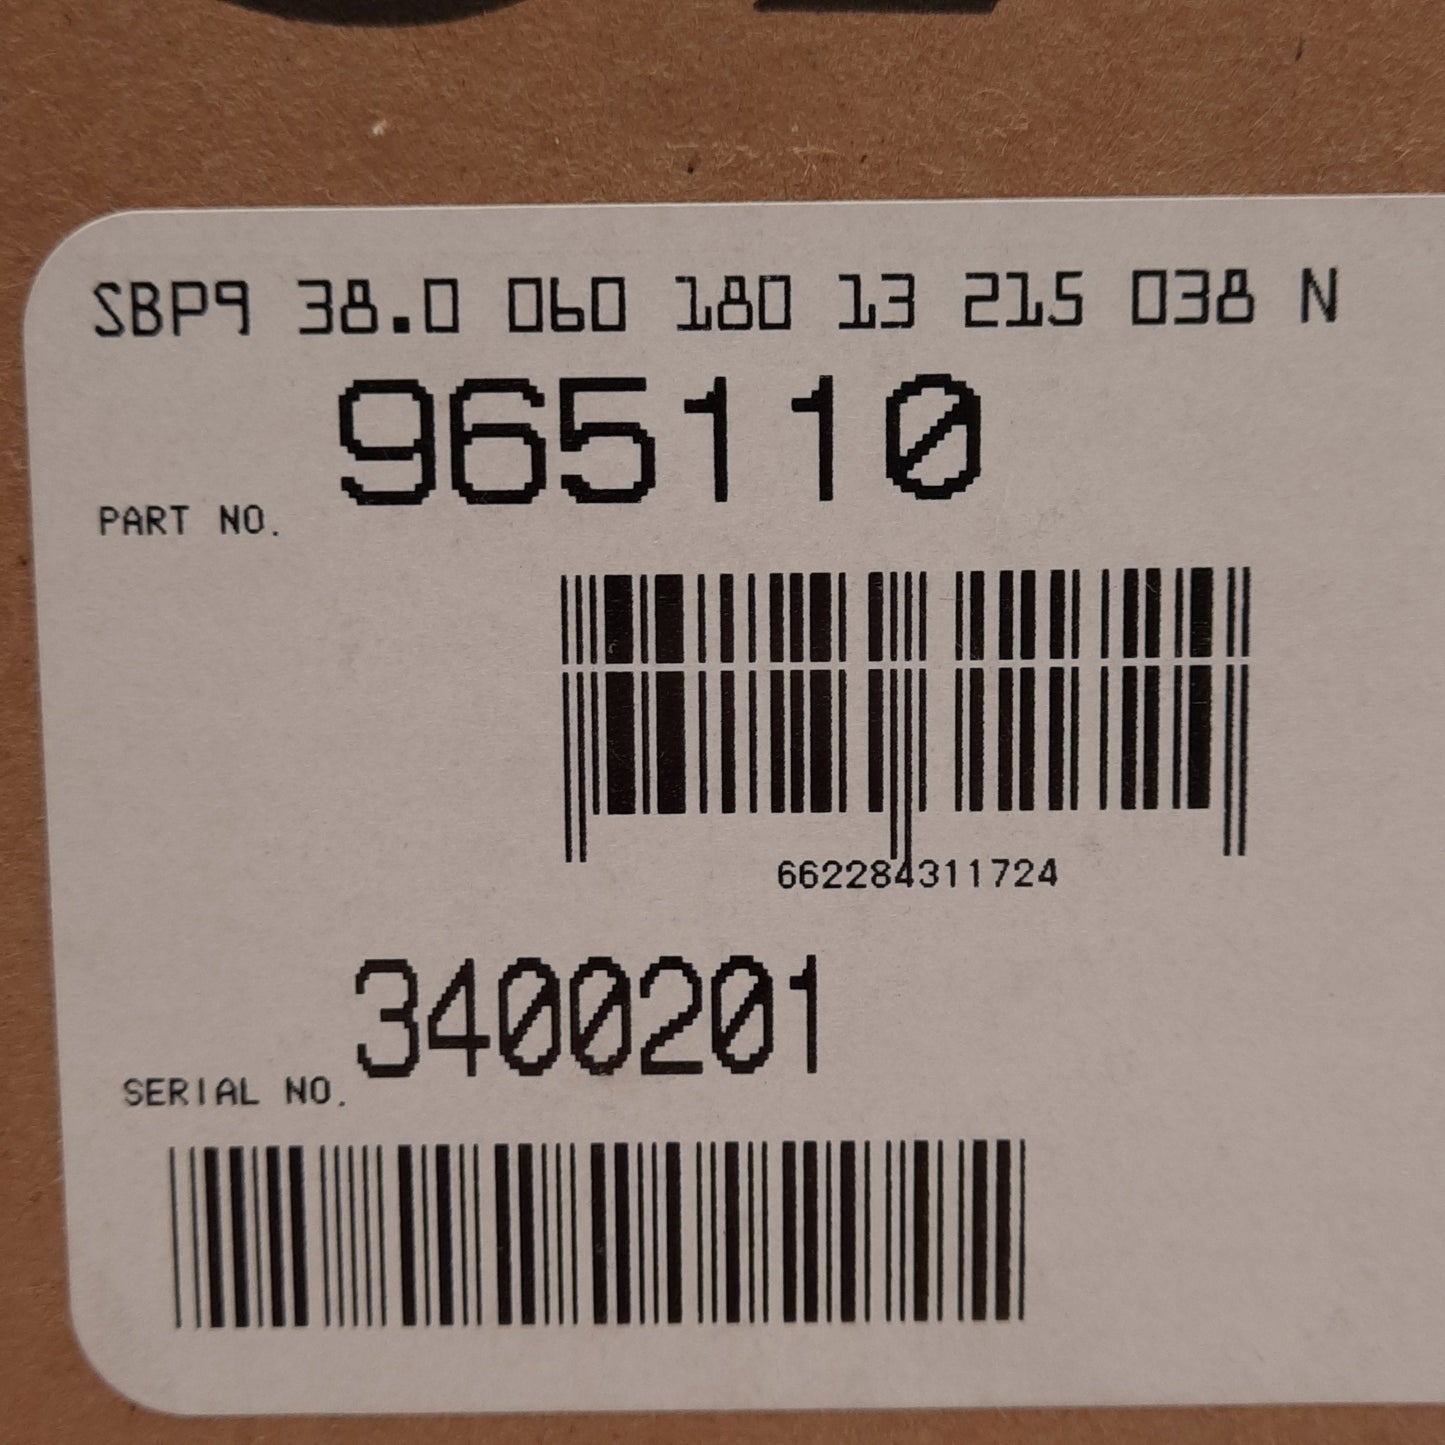 SBP9 38.0 060 180 13 215 038 N
965110
PART NO.
662284311724
3400201
SERIAL NO.